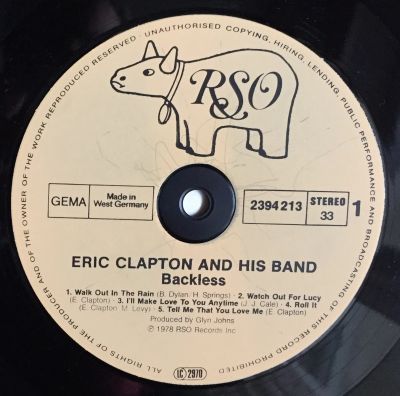 ALL RIGHTS OF THE PRODUCER AND OF THE OWNER OF THE WORK REPRODUCED RESERVED · UNAUTHORISED COPYING, HIRING, LENDING, PUBLIC PERFORMANCE AND BROADCASTING OF THIS RECORD PROHIBITED
RSO
GEMA
Made in
West Germany
2394 213
STEREO
33
1
ERIC CLAPTON AND HIS BAND
Backless
1. Walk Out In The Rain (B. Dylan. H. Springs) · 2. Watch Out For Lucy
(E. Clapton) · 3. I'll Make Love To You Anytime (J. J. Cale) · 4. Roll It
(E. Clapton. M. Levy) · 5. Tell Me That You Love Me (E. Clapton)
Produced by Glyn Johns
℗ 1978 RSO Records Inc
LC 2970